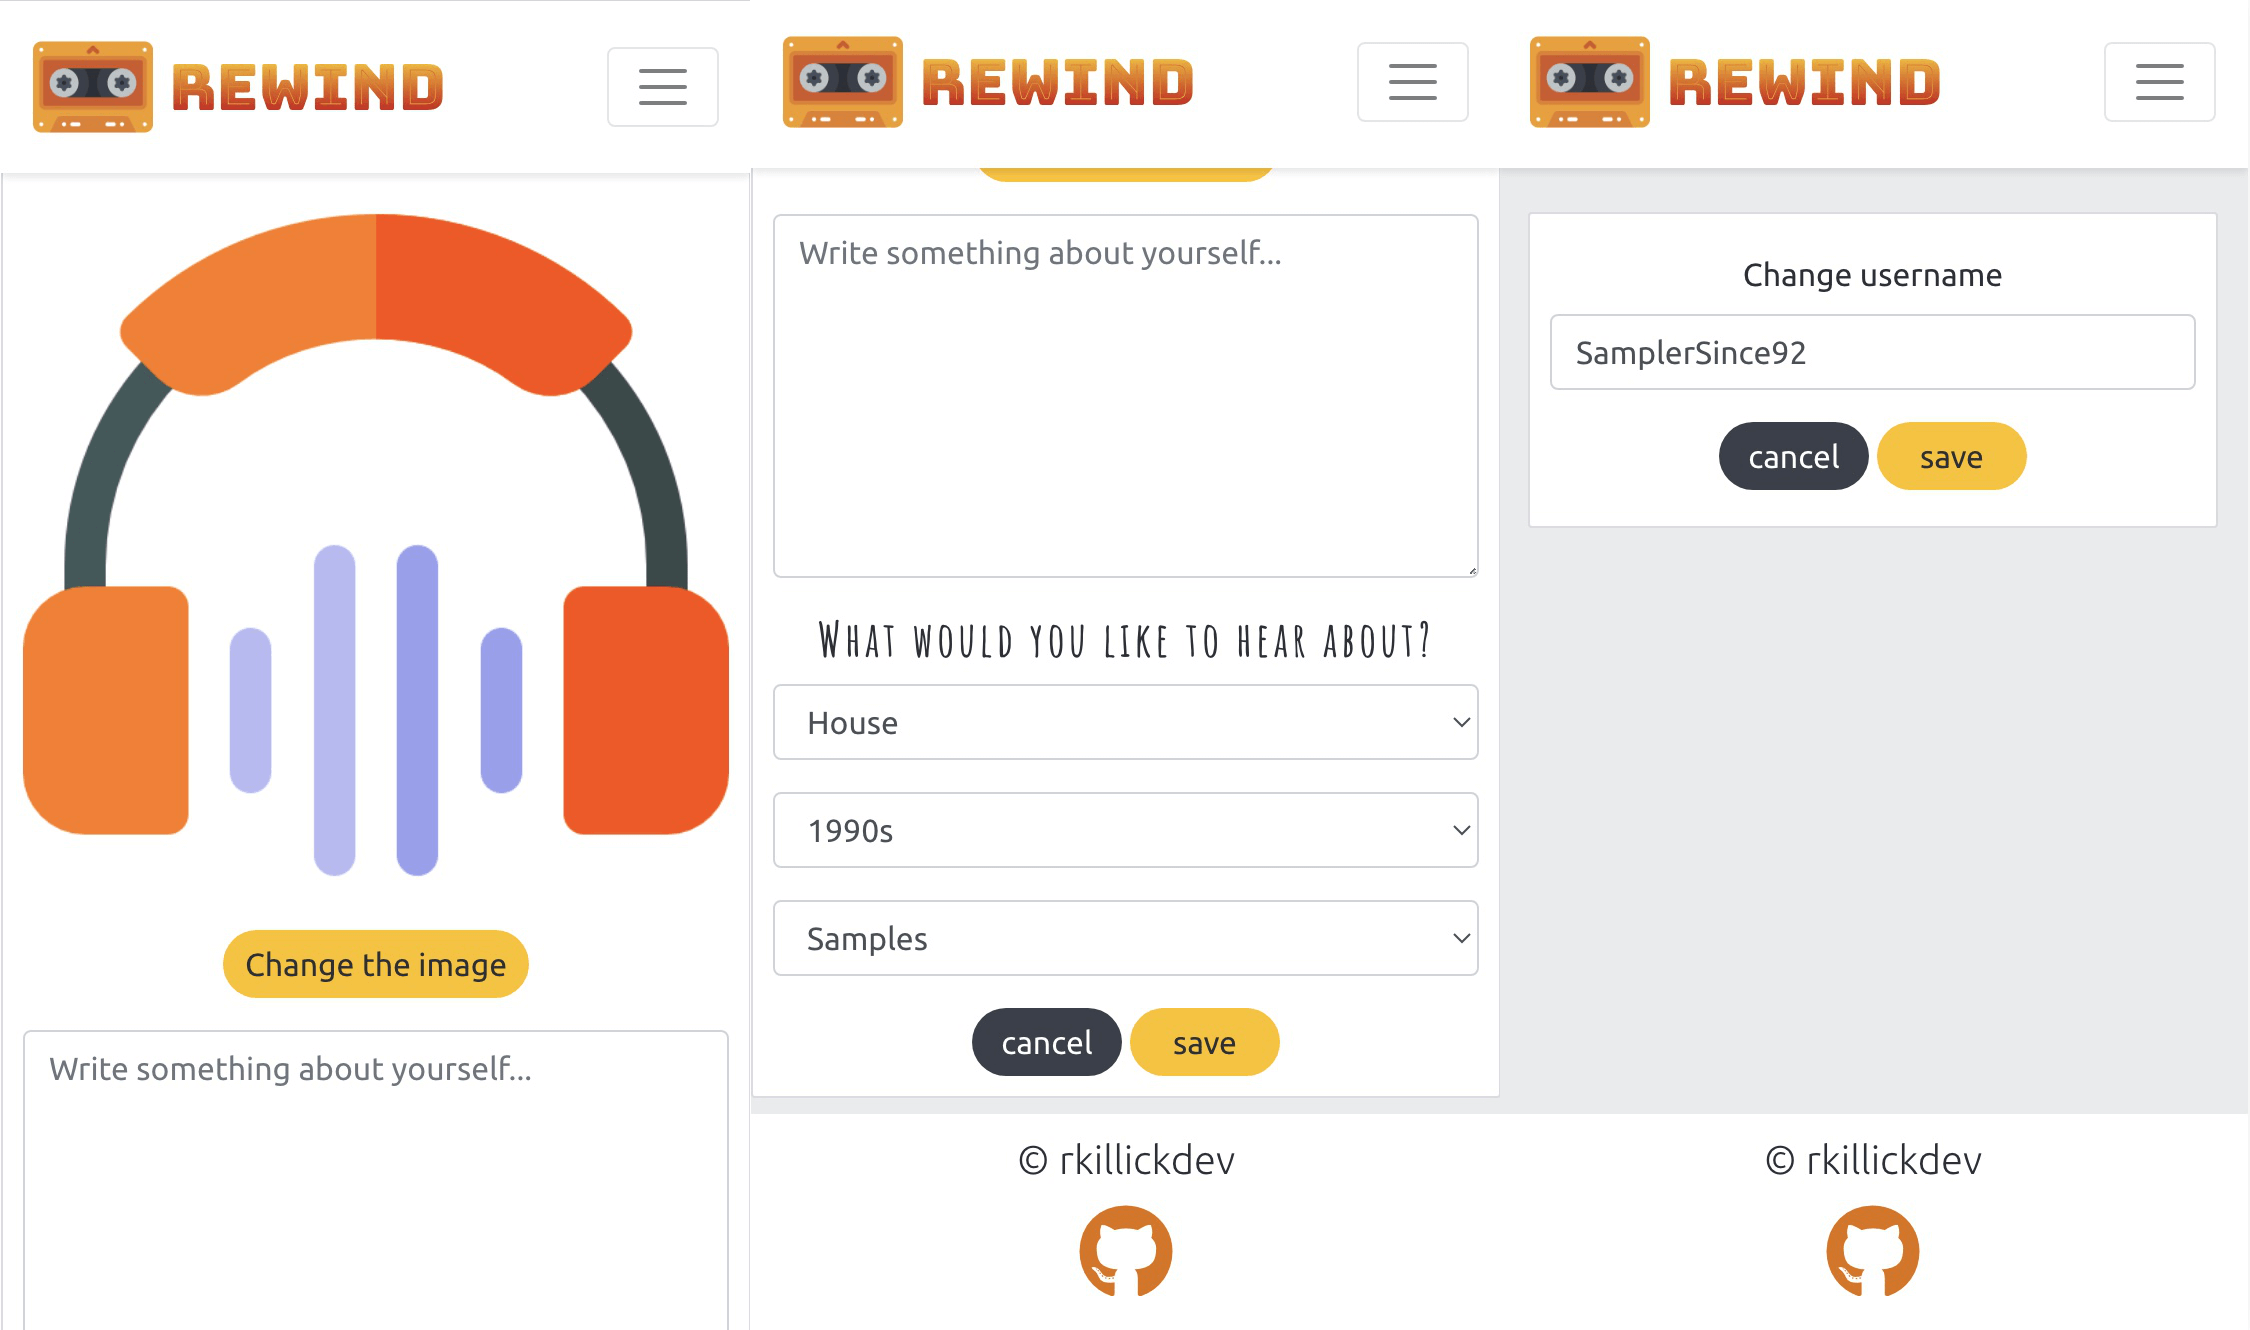 REWIND
Change the image
Write something about yourself...
REWIND
Write something about yourself...
What would you like to hear about?
House
1990s
Samples
cancel save
© rkillickdev
REWIND
Change username
SamplerSince92
cancel save
© rkillickdev